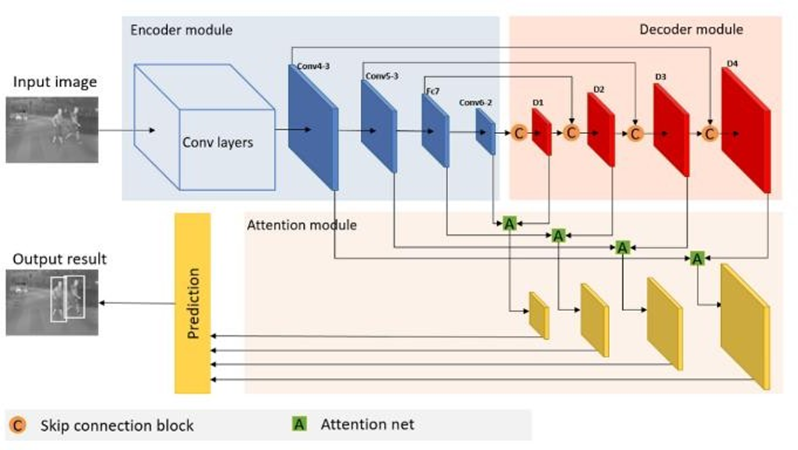 Encoder module
Decoder module
Input image
Conv4-3
Conv5-3
Fc7
Conv6-2
D1
D2
D3
D4
Conv layers
C
C
C
C
Attention module
A
A
A
A
Output result
Prediction
C Skip connection block
A Attention net